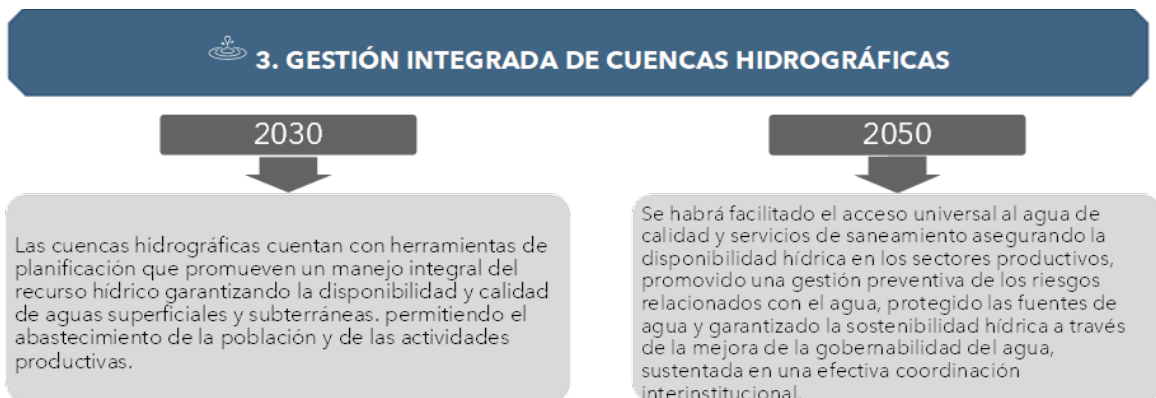 3. GESTIÓN INTEGRADA DE CUENCAS HIDROGRÁFICAS
2030
Las cuencas hidrográficas cuentan con herramientas de
planificación que promueven un manejo integral del
recurso hídrico garantizando la disponibilidad y calidad
de aguas superficiales y subterráneas. permitiendo el
abastecimiento de la población y de las actividades
productivas.
2050
Se habrá facilitado el acceso universal al agua de
calidad y servicios de saneamiento asegurando la
disponibilidad hídrica en los sectores productivos,
promovido una gestión preventiva de los riesgos
relacionados con el agua, protegido las fuentes de
agua y garantizado la sostenibilidad hídrica a través
de la mejora de la gobernabilidad del agua,
sustentada en una efectiva coordinación
interinstitucional.